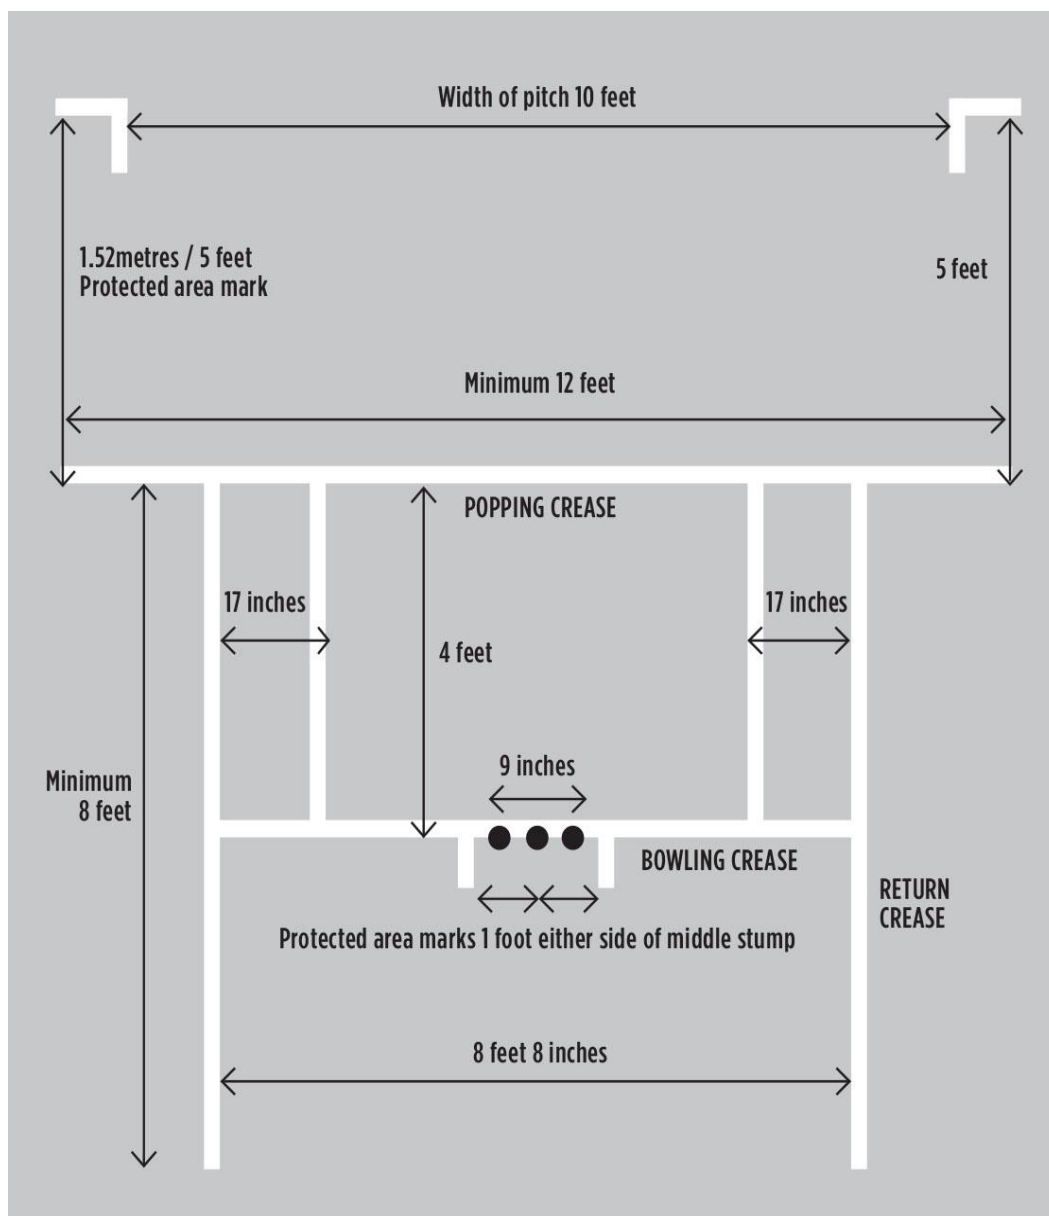 Width of pitch 10 feet
1.52metres / 5 feet
Protected area mark
5 feet
Minimum 12 feet
POPPING CREASE
17 inches
17 inches
4 feet
9 inches
Minimum
8 feet
BOWLING CREASE
RETURN
CREASE
Protected area marks 1 foot either side of middle stump
8 feet 8 inches